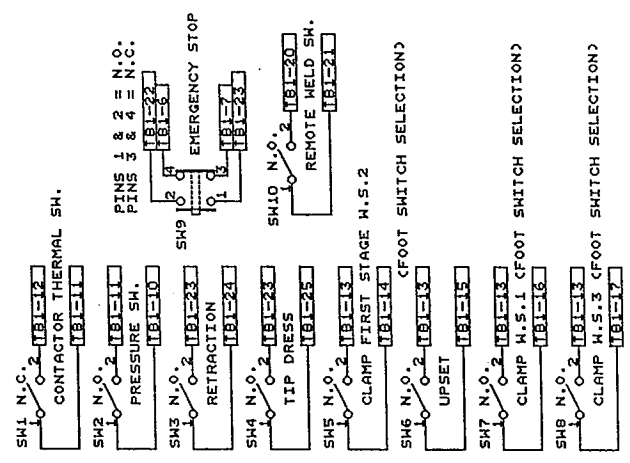 SW1 N.C.
1 2 TB1-12
CONTACTOR THERMAL SW.
TB1-11
SW2 N.O.
1 2 TB1-11
PRESSURE SW.
TB1-10
SW3 N.O.
1 2 TB1-23
RETRACTION
TB1-24
SW4 N.O.
1 2 TB1-23
TIP DRESS
TB1-25
SW5 N.O.
1 2 TB1-13
CLAMP FIRST STAGE W.S.2
TB1-14 (FOOT SWITCH SELECTION)
SW6 N.O.
1 2 TB1-13
UPSET
TB1-15
SW7 N.O.
1 2 TB1-13
CLAMP W.S.1 (FOOT SWITCH SELECTION)
TB1-16
SW8 N.O.
1 2 TB1-13
CLAMP W.S.3 (FOOT SWITCH SELECTION)
TB1-17
PINS 1 & 2 = N.O.
PINS 3 & 4 = N.C.
TB1-22
2 4 TB1-6
SW9 EMERGENCY STOP
1 3 TB1-7
TB1-23
SW10 N.O.
1 2 TB1-20
REMOTE WELD SW.
TB1-21